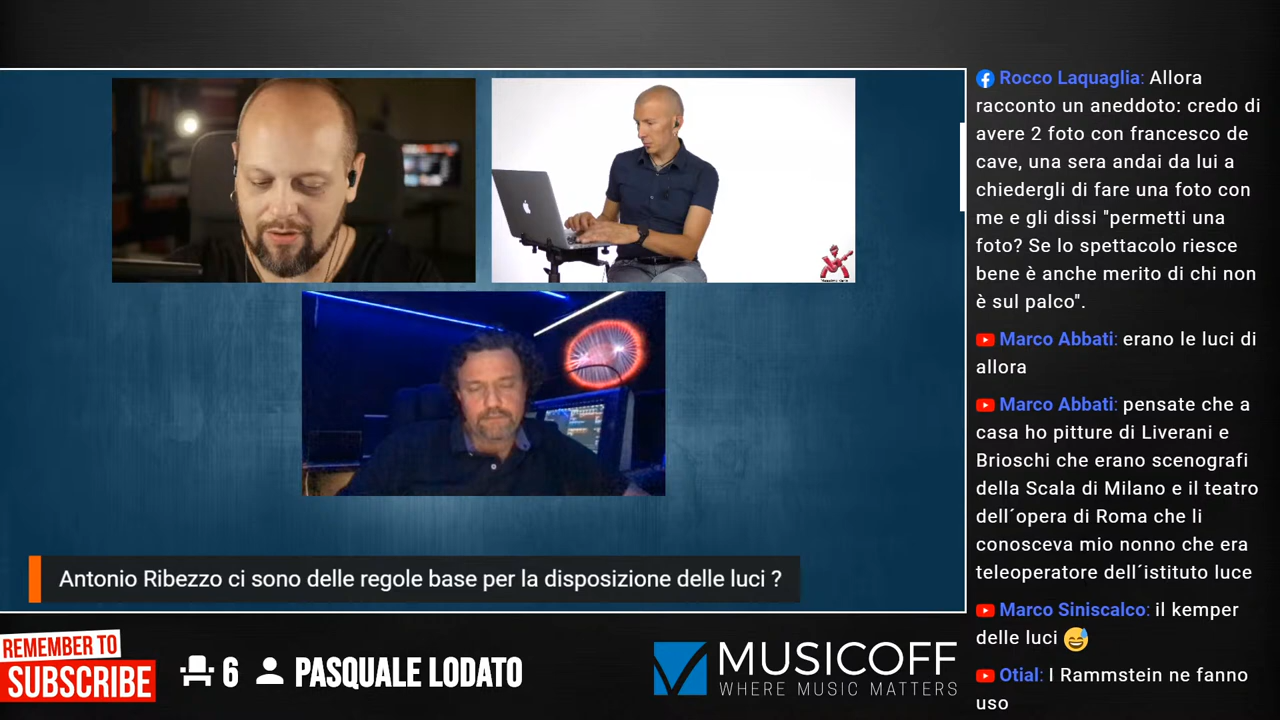 Rocco Laquaglia: Allora
racconto un aneddoto: credo di
avere 2 foto con francesco de
cave, una sera andai da lui a
chiedergli di fare una foto con
me e gli dissi "permetti una
foto? Se lo spettacolo riesce
bene è anche merito di chi non
è sul palco".
Marco Abbati: erano le luci di
allora
Marco Abbati: pensate che a
casa ho pitture di Liverani e
Brioschi che erano scenografi
della Scala di Milano e il teatro
dell´opera di Roma che li
conosceva mio nonno che era
teleoperatore dell´istituto luce
Marco Siniscalco: il kemper
delle luci 😅
Otial: I Rammstein ne fanno
uso
Antonio Ribezzo ci sono delle regole base per la disposizione delle luci ?
REMEMBER TO
SUBSCRIBE
6 PASQUALE LODATO
MUSICOFF
WHERE MUSIC MATTERS